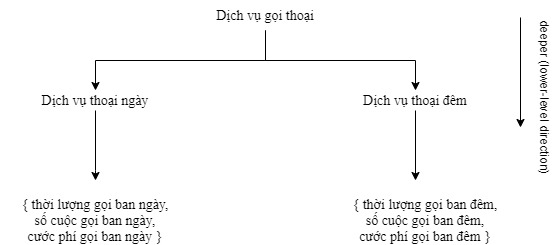 Dịch vụ gọi thoại
Dịch vụ thoại ngày
Dịch vụ thoại đêm
{ thời lượng gọi ban ngày,
số cuộc gọi ban ngày,
cước phí gọi ban ngày }
{ thời lượng gọi ban đêm,
số cuộc gọi ban đêm,
cước phí gọi ban đêm }
deeper (lower-level direction)